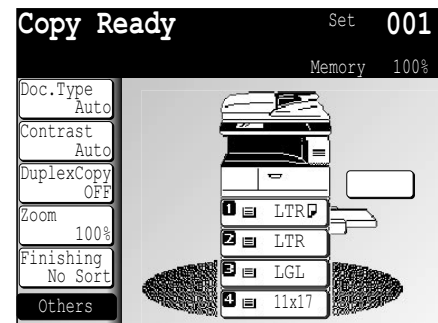 Copy Ready Set 001
Memory 100%
Doc.Type
Auto
Contrast
Auto
DuplexCopy
OFF
Zoom
100%
Finishing
No Sort
Others
1 LTR
2 LTR
3 LGL
4 11x17